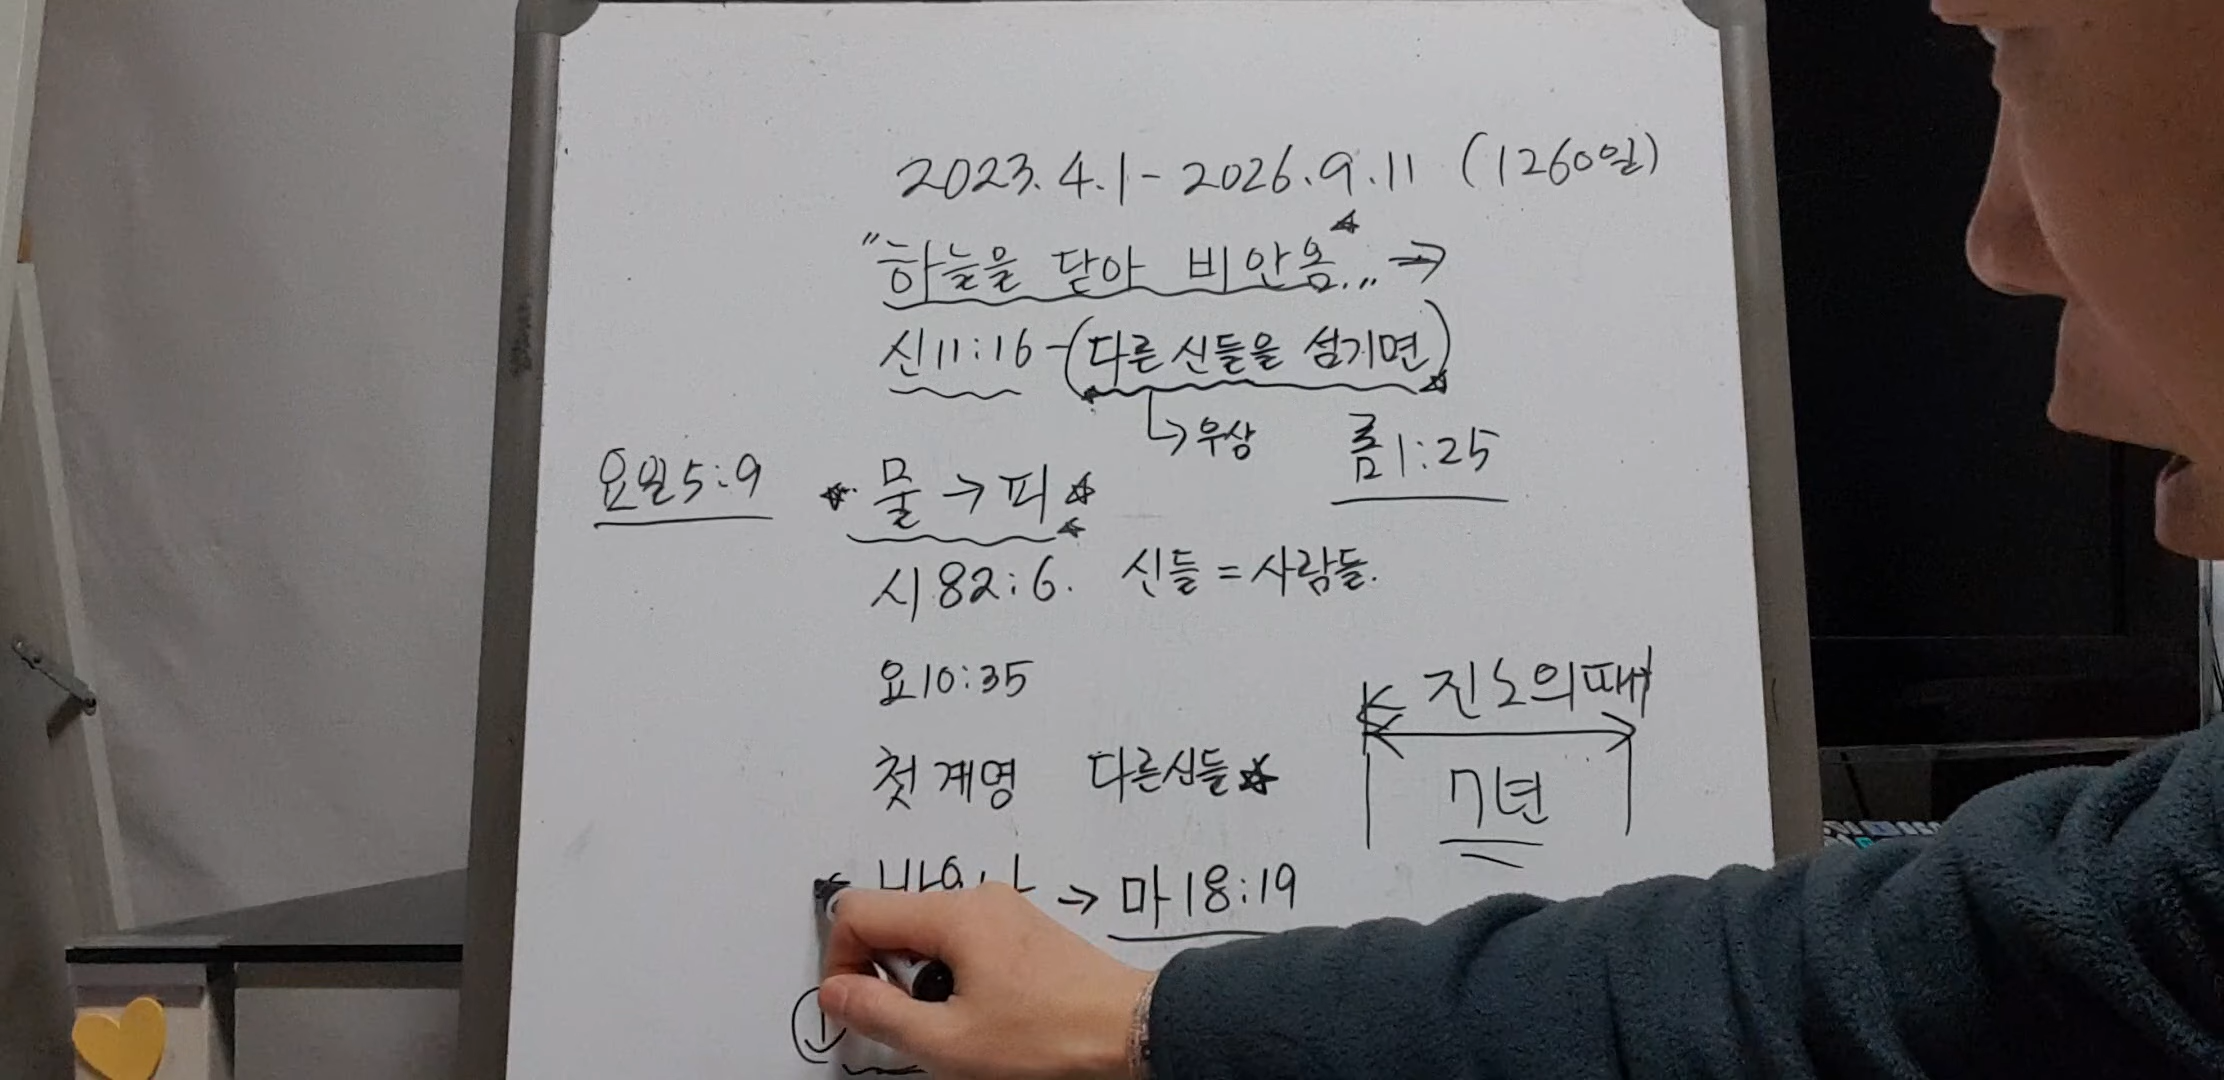 2023.4.1 - 2026.9.11 (1260일)
"하늘을 닫아 비안옴..." →
신11:16 - (다른 신들을 섬기면)
↳ 우상
롬1:25
요일5:9
물 → 피
시82:6. 신들 = 사람들.
요10:35
진노의때
첫 계명 다른신들
7년
→ 마18:19
①